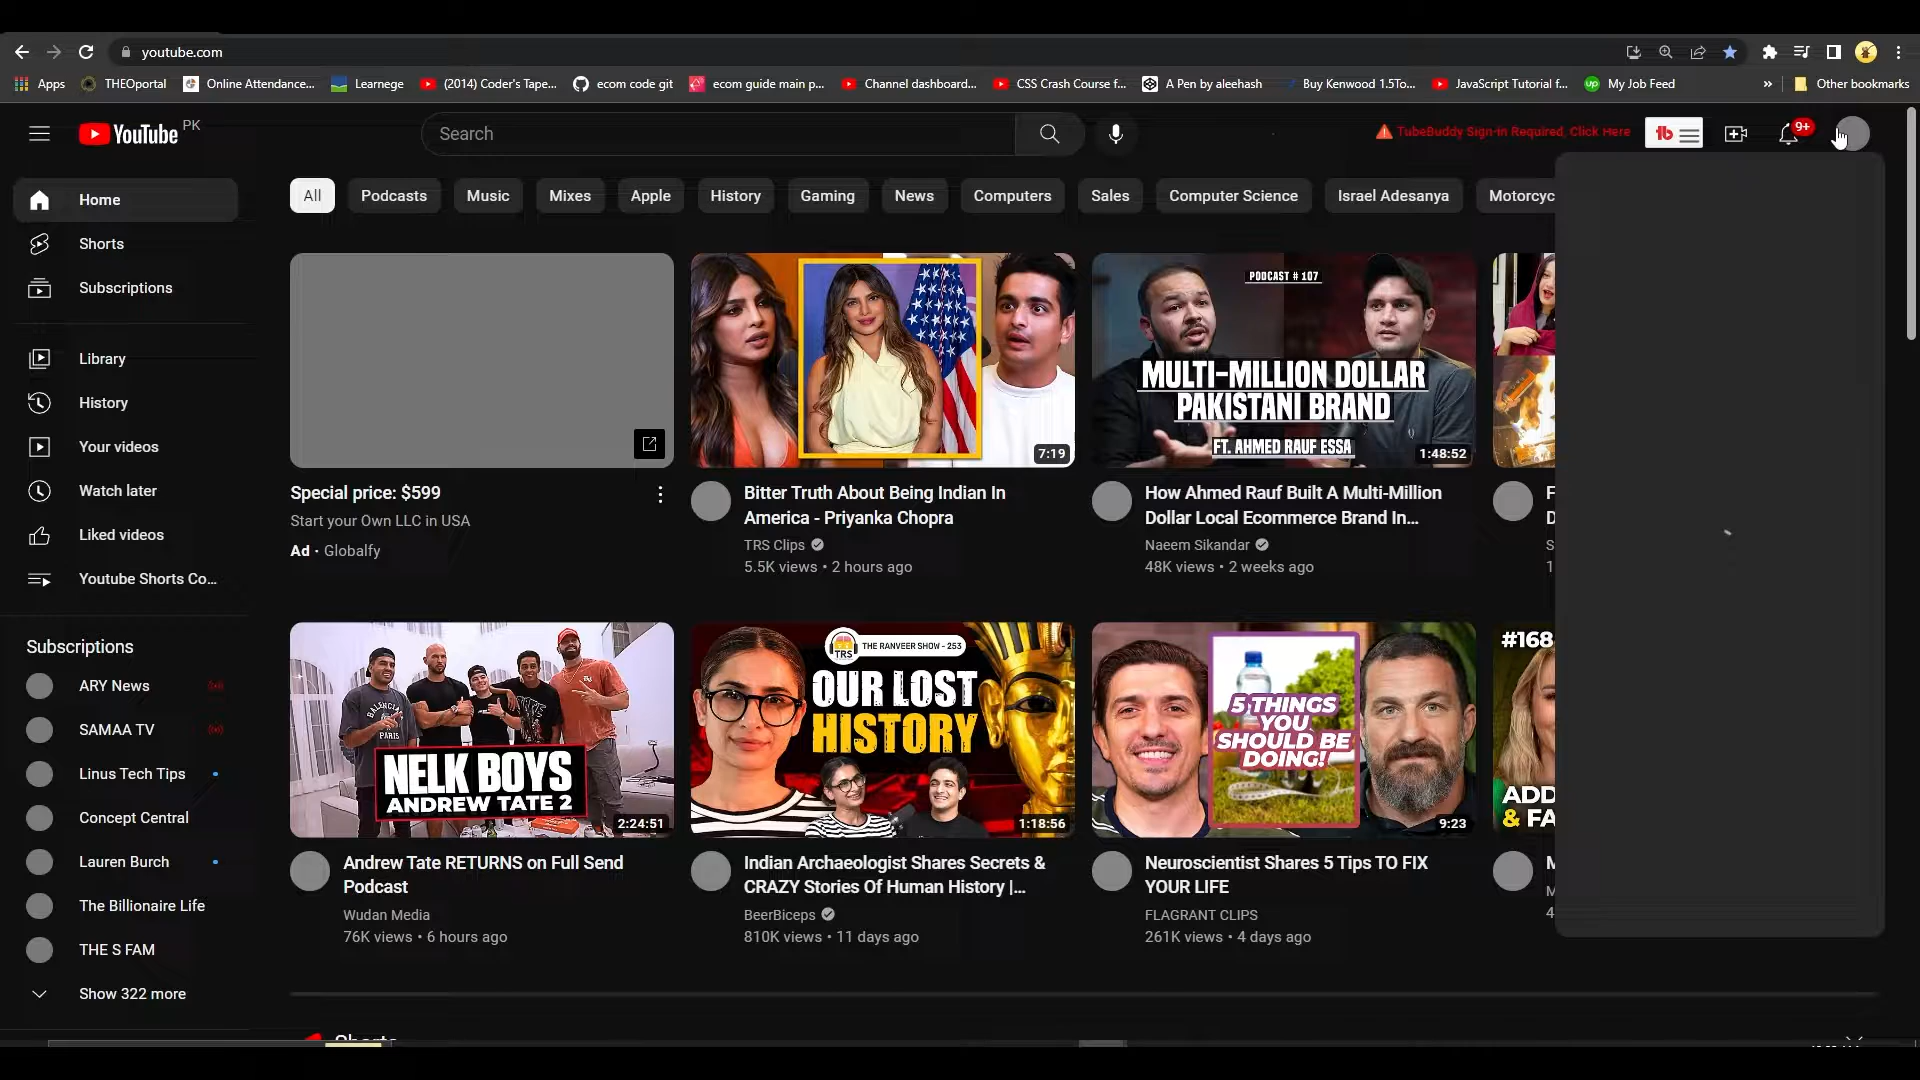 youtube.com
Apps
THEOportal
Online Attendance...
Learnege
(2014) Coder's Tape...
ecom code git
ecom guide main p...
Channel dashboard...
CSS Crash Course f...
A Pen by aleehash
Buy Kenwood 1.5To...
JavaScript Tutorial f...
My Job Feed
»
Other bookmarks
YouTube PK
Search
TubeBuddy Sign-in Required, Click Here
tb
9+
Home
Shorts
Subscriptions
Library
History
Your videos
Watch later
Liked videos
Youtube Shorts Co...
Subscriptions
ARY News
SAMAA TV
Linus Tech Tips
Concept Central
Lauren Burch
The Billionaire Life
THE S FAM
Show 322 more
All
Podcasts
Music
Mixes
Apple
History
Gaming
News
Computers
Sales
Computer Science
Israel Adesanya
Motorcyc
Special price: $599
Start your Own LLC in USA
Ad · Globalfy
7:19
Bitter Truth About Being Indian In
America - Priyanka Chopra
TRS Clips
5.5K views • 2 hours ago
PODCAST # 107
MULTI-MILLION DOLLAR
PAKISTANI BRAND
FT. AHMED RAUF ESSA
1:48:52
How Ahmed Rauf Built A Multi-Million
Dollar Local Ecommerce Brand In...
Naeem Sikandar
48K views • 2 weeks ago
F
D
S
1
BALENCIAGA
PARIS
NELK BOYS
ANDREW TATE 2
2:24:51
Andrew Tate RETURNS on Full Send
Podcast
Wudan Media
76K views • 6 hours ago
TRS
THE RANVEER SHOW - 253
OUR LOST
HISTORY
1:18:56
Indian Archaeologist Shares Secrets &
CRAZY Stories Of Human History |...
BeerBiceps
810K views • 11 days ago
5 THINGS
YOU
SHOULD BE
DOING!
9:23
Neuroscientist Shares 5 Tips TO FIX
YOUR LIFE
FLAGRANT CLIPS
261K views • 4 days ago
#168
ADD
& FA
M
M
4
Shorts